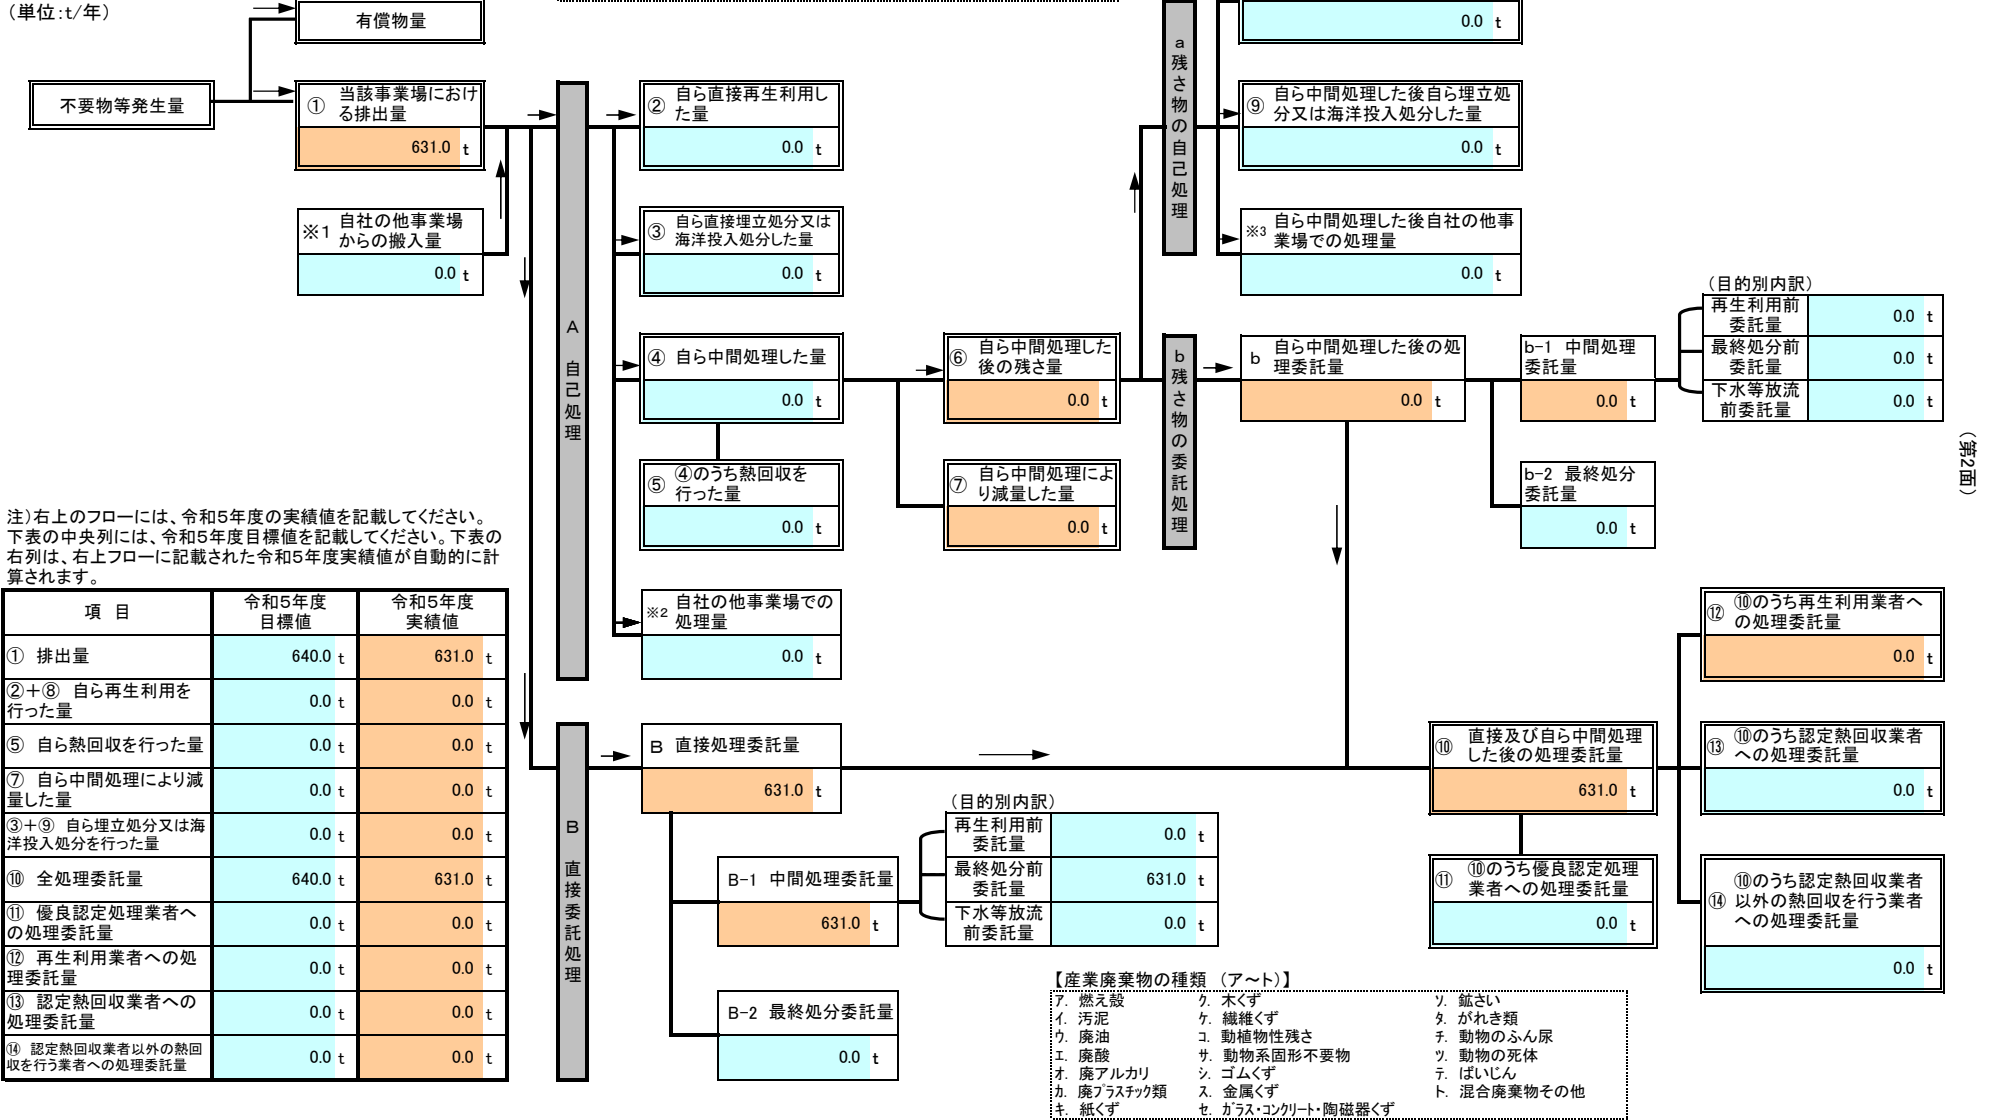 (単位:t/年)
有償物量
不要物等発生量
① 当該事業場におけ
る排出量
631.0 t
※1 自社の他事業場
からの搬入量
0.0 t
A 自己処理
② 自ら直接再生利用し
た量
0.0 t
③ 自ら直接埋立処分又は
海洋投入処分した量
0.0 t
④ 自ら中間処理した量
0.0 t
⑤ ④のうち熱回収を
行った量
0.0 t
※2 自社の他事業場での
処理量
0.0 t
⑥ 自ら中間処理した
後の残さ量
0.0 t
⑦ 自ら中間処理によ
り減量した量
0.0 t
a残さ物の自己処理
0.0 t
⑨ 自ら中間処理した後自ら埋立処
分又は海洋投入処分した量
0.0 t
※3 自ら中間処理した後自社の他事
業場での処理量
0.0 t
b残さ物の委託処理
b 自ら中間処理した後の処
理委託量
0.0 t
b-1 中間処理
委託量
0.0 t
b-2 最終処分
委託量
0.0 t
(目的別内訳)
再生利用前
委託量
0.0 t
最終処分前
委託量
0.0 t
下水等放流
前委託量
0.0 t
(第2面)
注)右上のフローには、令和5年度の実績値を記載してください。
下表の中央列には、令和5年度目標値を記載してください。下表の
右列は、右上フローに記載された令和5年度実績値が自動的に計
算されます。
項 目 令和5年度 令和5年度
目標値 実績値
① 排出量 640.0 t 631.0 t
②+⑧ 自ら再生利用を
行った量 0.0 t 0.0 t
⑤ 自ら熱回収を行った量 0.0 t 0.0 t
⑦ 自ら中間処理により減
量した量 0.0 t 0.0 t
③+⑨ 自ら埋立処分又は海
洋投入処分を行った量 0.0 t 0.0 t
⑩ 全処理委託量 640.0 t 631.0 t
⑪ 優良認定処理業者へ
の処理委託量 0.0 t 0.0 t
⑫ 再生利用業者への処
理委託量 0.0 t 0.0 t
⑬ 認定熱回収業者への
処理委託量 0.0 t 0.0 t
⑭ 認定熱回収業者以外の熱回
収を行う業者への処理委託量 0.0 t 0.0 t
B 直接委託処理
B 直接処理委託量
631.0 t
B-1 中間処理委託量
631.0 t
B-2 最終処分委託量
0.0 t
(目的別内訳)
再生利用前
委託量
0.0 t
最終処分前
委託量
631.0 t
下水等放流
前委託量
0.0 t
⑩ 直接及び自ら中間処理
した後の処理委託量
631.0 t
⑪ ⑩のうち優良認定処理
業者への処理委託量
0.0 t
⑫ ⑩のうち再生利用業者へ
の処理委託量
0.0 t
⑬ ⑩のうち認定熱回収業者
への処理委託量
0.0 t
⑭ ⑩のうち認定熱回収業者
以外の熱回収を行う業者
への処理委託量
0.0 t
【産業廃棄物の種類 (ア~ト)】
ア. 燃え殻 ク. 木くず ソ. 鉱さい
イ. 汚泥 ケ. 繊維くず タ. がれき類
ウ. 廃油 コ. 動植物性残さ チ. 動物のふん尿
エ. 廃酸 サ. 動物系固形不要物 ツ. 動物の死体
オ. 廃アルカリ シ. ゴムくず テ. ばいじん
カ. 廃プラスチック類 ス. 金属くず ト. 混合廃棄物その他
キ. 紙くず セ. ガラス・コンクリート・陶磁器くず